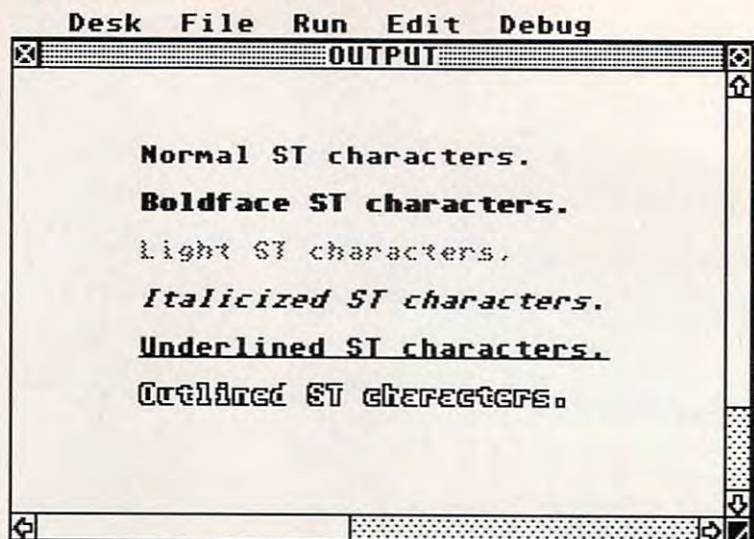 Desk File Run Edit Debug
OUTPUT
Normal ST characters.
Boldface ST characters.
Light ST characters.
Italicized ST characters.
Underlined ST characters.
Outlined ST characters.